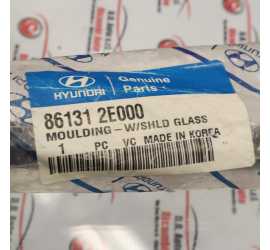 HYUNDAI
Genuine
Parts
86131 2E000
MOULDING-W/SHLD GLASS
1 PC VC MADE IN KOREA